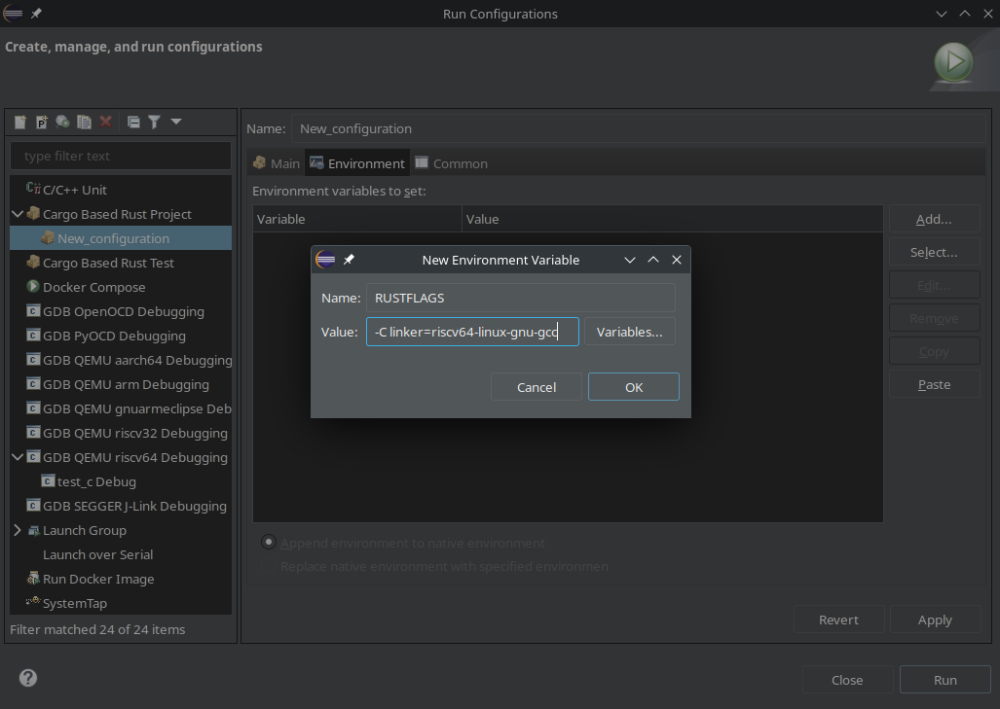 Run Configurations
Create, manage, and run configurations
type filter text
C/C++ Unit
Cargo Based Rust Project
New_configuration
Cargo Based Rust Test
Docker Compose
GDB OpenOCD Debugging
GDB PyOCD Debugging
GDB QEMU aarch64 Debugging
GDB QEMU arm Debugging
GDB QEMU gnuarmeclipse Deb
GDB QEMU riscv32 Debugging
GDB QEMU riscv64 Debugging
test_c Debug
GDB SEGGER J-Link Debugging
Launch Group
Launch over Serial
Run Docker Image
SystemTap
Filter matched 24 of 24 items
Name: New_configuration
Main Environment Common
Environment variables to set:
Variable Value
Add...
Select...
Edit...
Remove
Copy
Paste
New Environment Variable
Name: RUSTFLAGS
Value: -C linker=riscv64-linux-gnu-gcc Variables...
Cancel OK
Append environment to native environment
Replace native environment with specified environmen
Revert Apply
Close Run